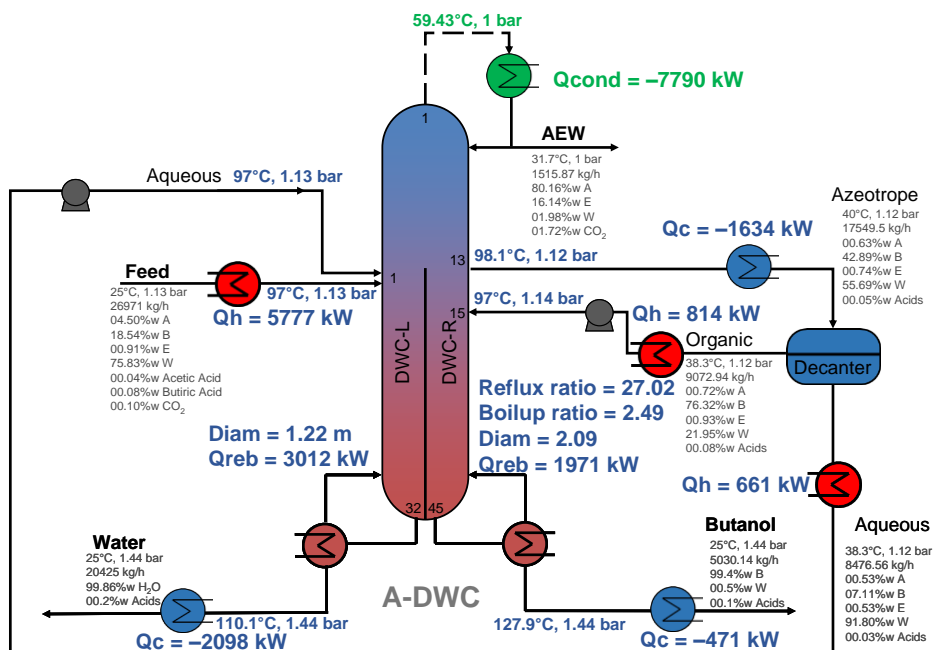 59.43°C, 1 bar
Qcond = –7790 kW
1
AEW
31.7°C, 1 bar
1515.87 kg/h
80.16%w A
16.14%w E
01.98%w W
01.72%w CO₂
Aqueous
97°C, 1.13 bar
Azeotrope
40°C, 1.12 bar
17549.5 kg/h
00.63%w A
42.89%w B
00.74%w E
55.69%w W
00.05%w Acids
Qc = –1634 kW
13
98.1°C, 1.12 bar
Feed
25°C, 1.13 bar
26971 kg/h
04.50%w A
18.54%w B
00.91%w E
75.83%w W
00.04% Acetic Acid
00.08%w Butiric Acid
00.10%w CO₂
1
97°C, 1.13 bar
Qh = 5777 kW
97°C, 1.14 bar
15
Qh = 814 kW
DWC-L
DWC-R
Organic
38.3°C, 1.12 bar
9072.94 kg/h
00.72%w A
76.32%w B
00.93%w E
21.95%w W
00.08%w Acids
Decanter
Reflux ratio = 27.02
Boilup ratio = 2.49
Diam = 2.09
Qreb = 1971 kW
Diam = 1.22 m
Qreb = 3012 kW
Qh = 661 kW
32
45
Water
25°C, 1.44 bar
20425 kg/h
99.86%w H₂O
00.2%w Acids
Butanol
25°C, 1.44 bar
5030.14 kg/h
99.4%w B
00.5%w W
00.1%w Acids
Aqueous
38.3°C, 1.12 bar
8476.56 kg/h
00.53%w A
07.11%w B
00.53%w E
91.80% W
00.03%w Acids
A-DWC
110.1°C, 1.44 bar
Qc = –2098 kW
127.9°C, 1.44 bar
Qc = –471 kW